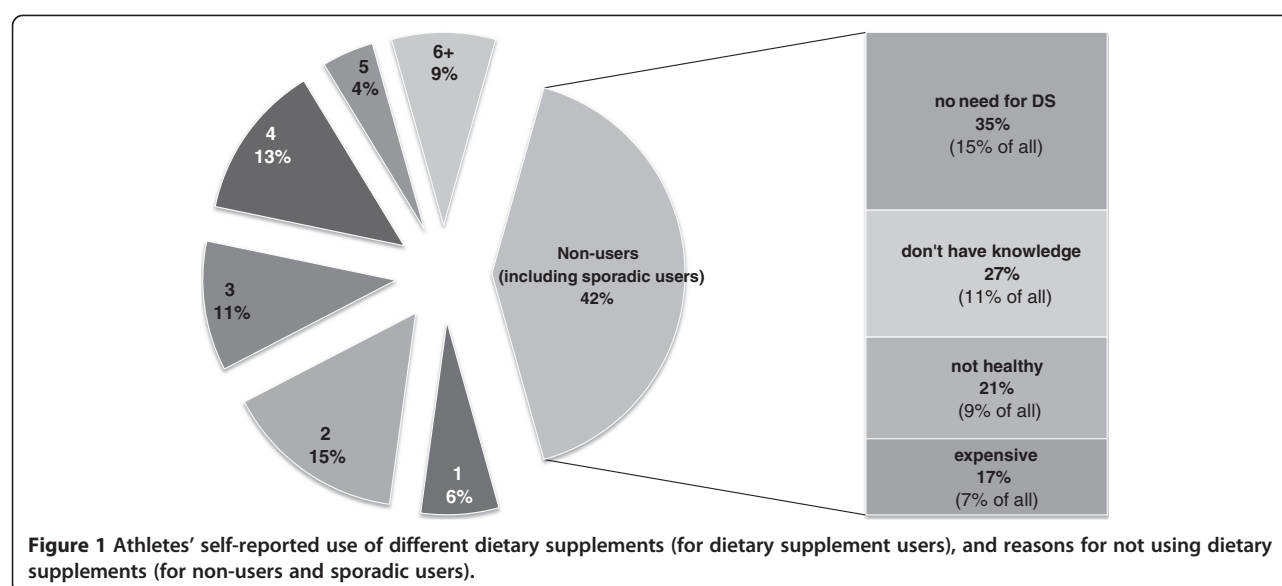 6+
9%
5
4%
4
13%
3
11%
2
15%
1
6%
Non-users
(including sporadic users)
42%
no need for DS
35%
(15% of all)
don't have knowledge
27%
(11% of all)
not healthy
21%
(9% of all)
expensive
17%
(7% of all)
Figure 1 Athletes’ self-reported use of different dietary supplements (for dietary supplement users), and reasons for not using dietary
supplements (for non-users and sporadic users).